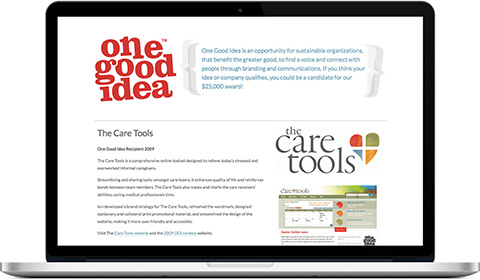 one
good
idea™
One Good Idea is an opportunity for sustainable organizations,
that benefit the greater good, to find a voice and connect with
people through branding and communications. If you think your
idea or company qualifies, you could be a candidate for our
$25,000 award!
The Care Tools
One Good Idea Recipient 2009
The Care Tools is a comprehensive online toolset designed to relieve today's stressed and
overworked informal caregivers.
Streamlining and sharing tasks amongst care teams, it enhances quality of life and reinforces
bonds between team members. The Care Tools also tracks and charts the care receivers'
abilities, saving medical professionals time.
Ion developed a brand strategy for The Care Tools, refreshed the wordmark, designed
stationery and collateral print promotional material, and streamlined the design of the
website, making it more user-friendly and accessible.
Visit The Care Tools website and the 2009 OGI contest website.
the
care
tools
care tools
one
good
idea